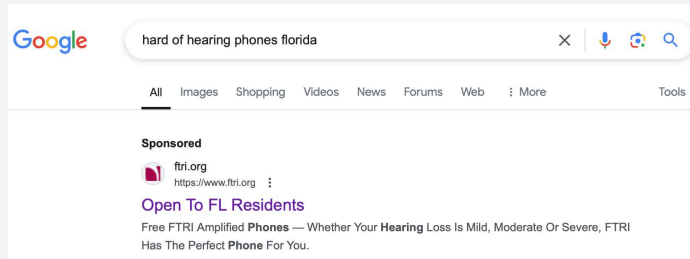 Google
hard of hearing phones florida
All Images Shopping Videos News Forums Web More Tools
Sponsored
ftri.org
https://www.ftri.org
Open To FL Residents
Free FTRI Amplified Phones — Whether Your Hearing Loss Is Mild, Moderate Or Severe, FTRI
Has The Perfect Phone For You.